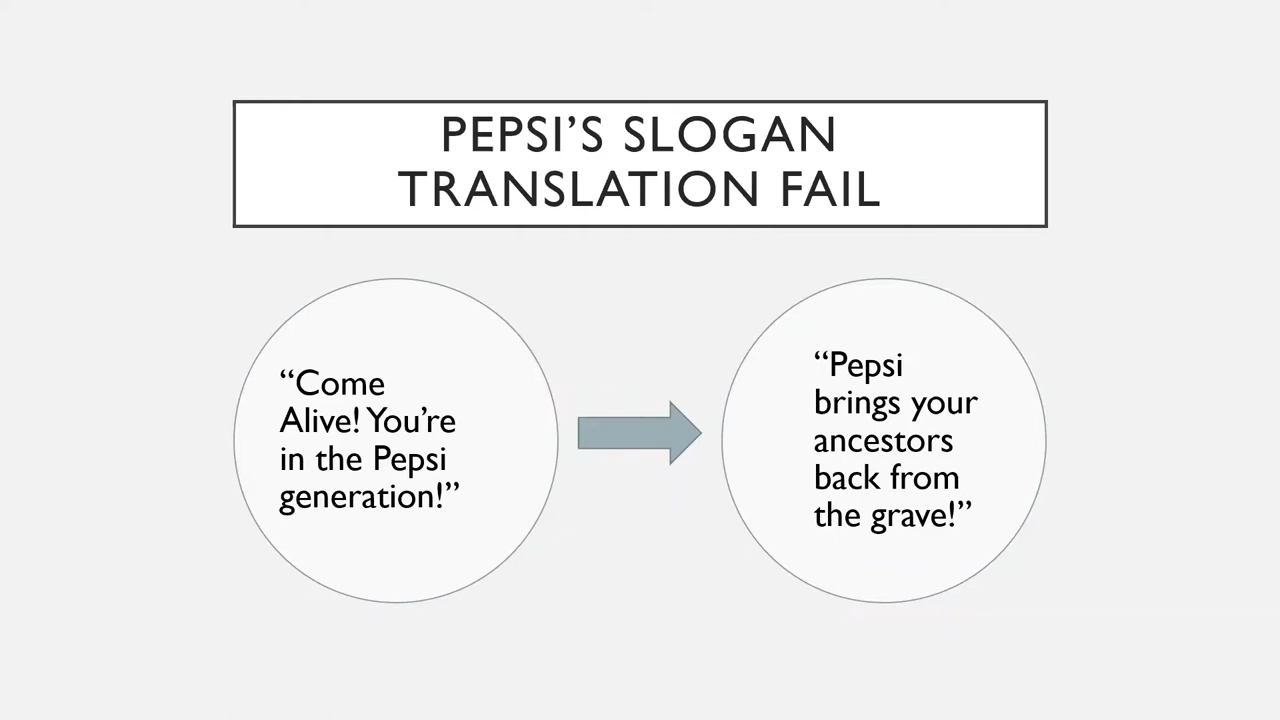 PEPSI’S SLOGAN
TRANSLATION FAIL
“Come
Alive! You’re
in the Pepsi
generation!”
“Pepsi
brings your
ancestors
back from
the grave!”